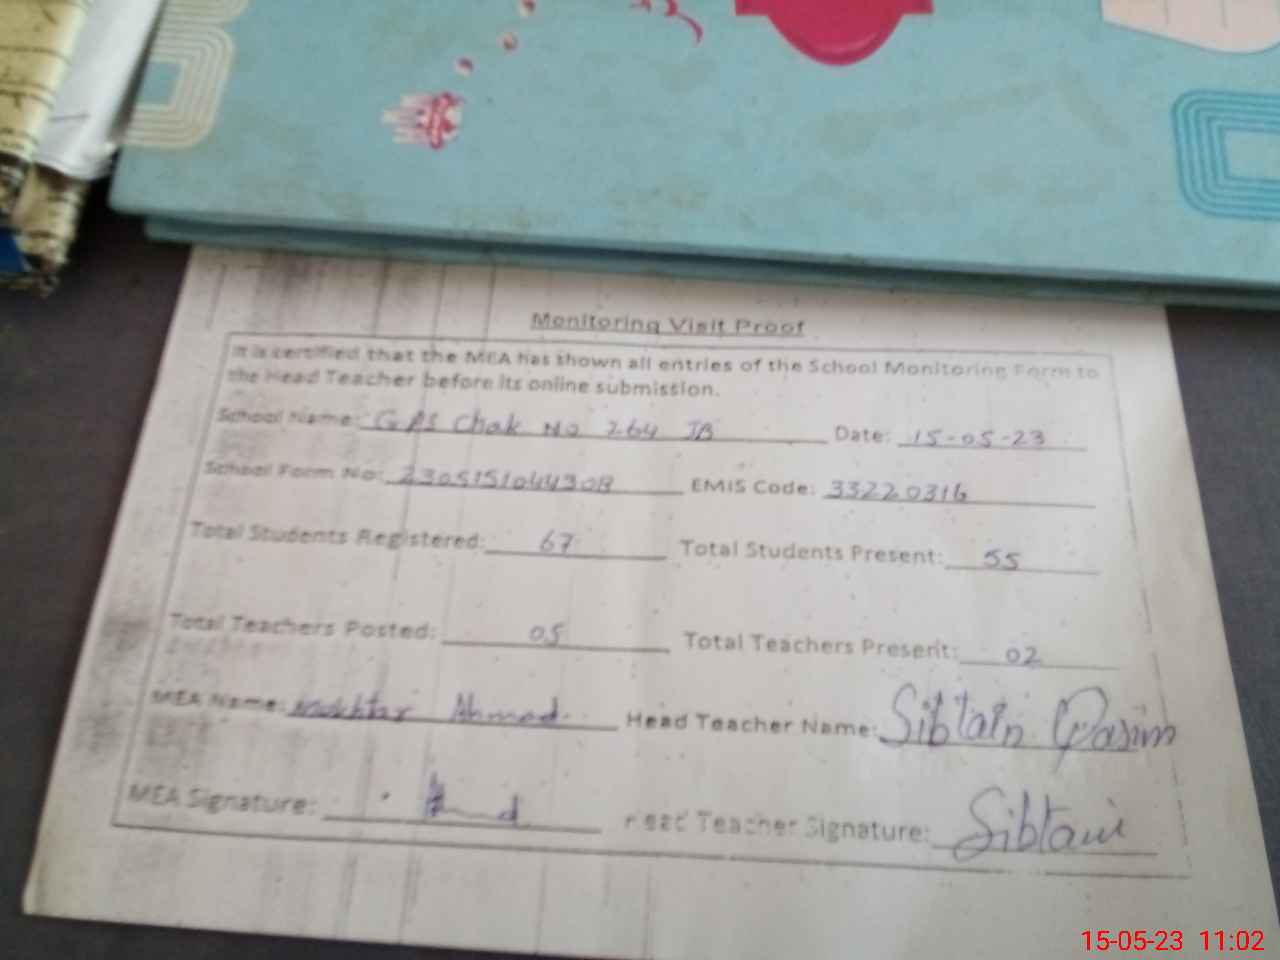 Monitoring Visit Proof
It is certified that the MEA has shown all entries of the School Monitoring Form to
the Head Teacher before its online submission.
School Name: GPS Chak No 264 JB Date: 15-05-23
School Form No: EMIS Code: 33220316
Total Students Registered: 67 Total Students Present: 55
Total Teachers Posted: 05 Total Teachers Present: 02
MEA Name: Mukhtar Ahmad Head Teacher Name: Sibtain Qasim
MEA Signature: Head Teacher Signature: Sibtain
15-05-23 11:02